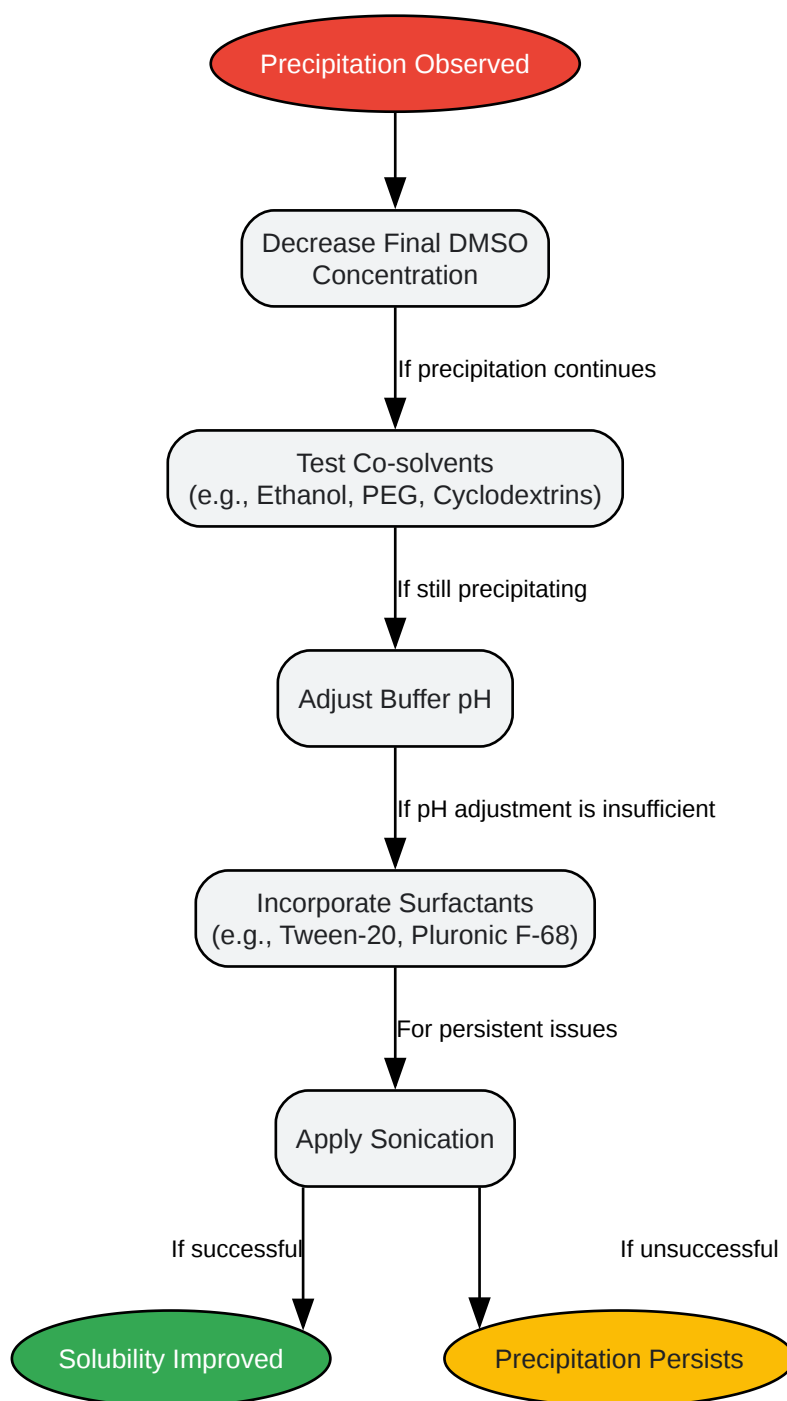 Precipitation Observed
Decrease Final DMSO
Concentration
If precipitation continues
Test Co-solvents
(e.g., Ethanol, PEG, Cyclodextrins)
If still precipitating
Adjust Buffer pH
If pH adjustment is insufficient
Incorporate Surfactants
(e.g., Tween-20, Pluronic F-68)
For persistent issues
Apply Sonication
If successful
If unsuccessful
Solubility Improved
Precipitation Persists